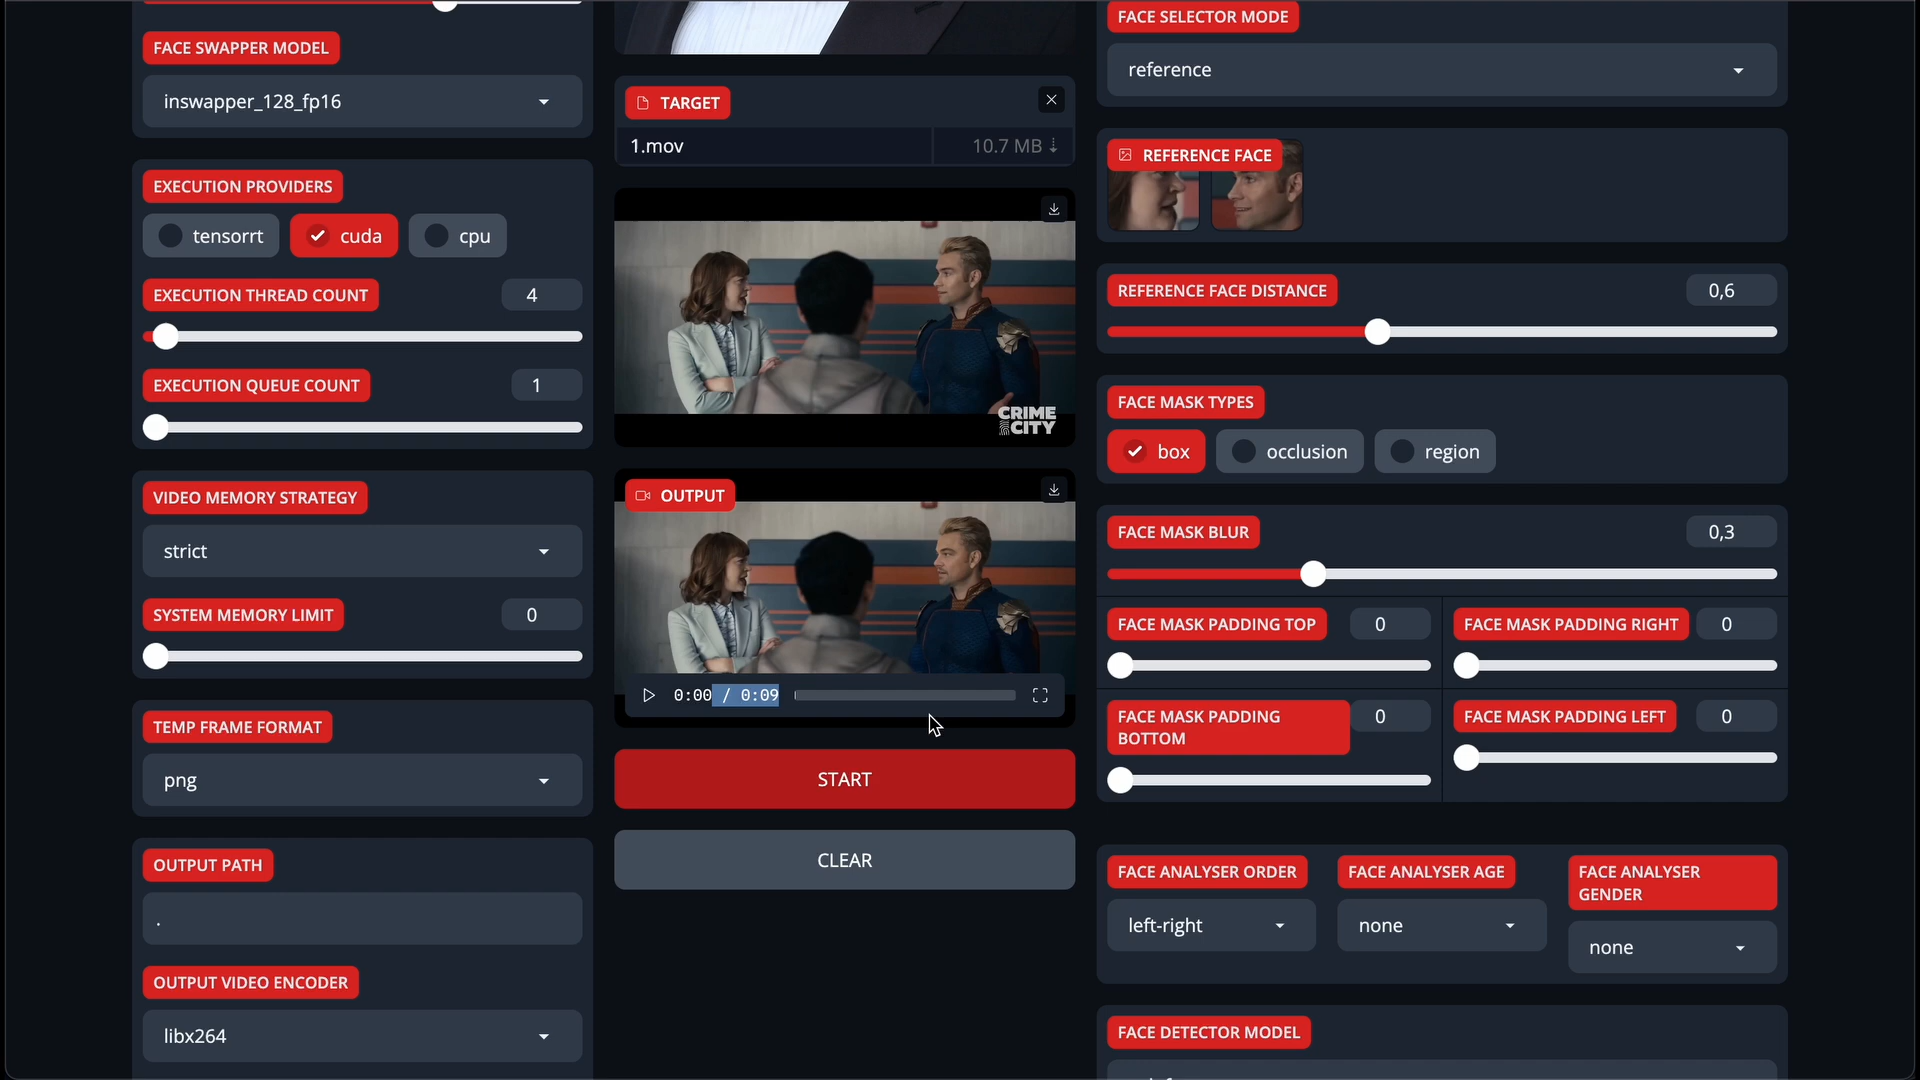 FACE SWAPPER MODEL
inswapper_128_fp16
EXECUTION PROVIDERS
tensorrt
cuda
cpu
EXECUTION THREAD COUNT
4
EXECUTION QUEUE COUNT
1
VIDEO MEMORY STRATEGY
strict
SYSTEM MEMORY LIMIT
0
TEMP FRAME FORMAT
png
OUTPUT PATH
.
OUTPUT VIDEO ENCODER
libx264
TARGET
1.mov
10.7 MB ⇣
CRIME
CITY
OUTPUT
0:00 / 0:09
START
CLEAR
FACE SELECTOR MODE
reference
REFERENCE FACE
REFERENCE FACE DISTANCE
0,6
FACE MASK TYPES
box
occlusion
region
FACE MASK BLUR
0,3
FACE MASK PADDING TOP
0
FACE MASK PADDING RIGHT
0
FACE MASK PADDING
BOTTOM
0
FACE MASK PADDING LEFT
0
FACE ANALYSER ORDER
left-right
FACE ANALYSER AGE
none
FACE ANALYSER
GENDER
none
FACE DETECTOR MODEL